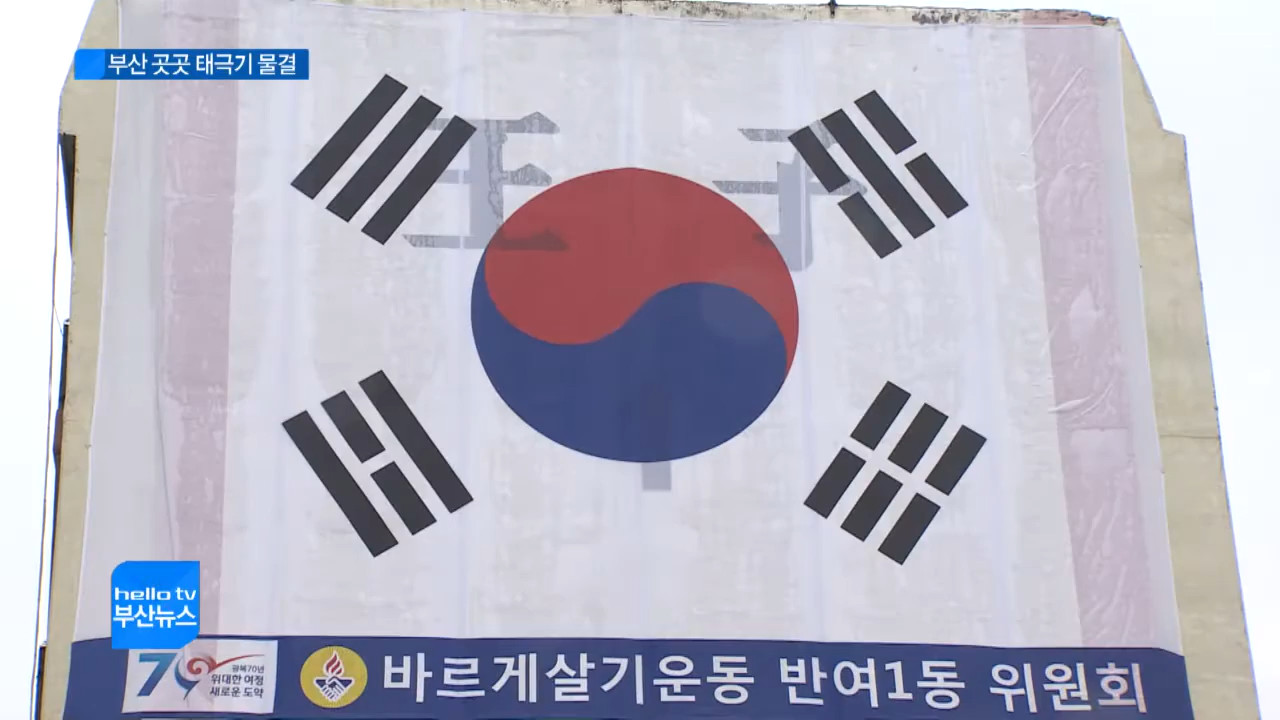 부산 곳곳 태극기 물결
hello tv
부산뉴스
70
광복70년
위대한 여정
새로운 도약
바르게살기운동 반여1동 위원회